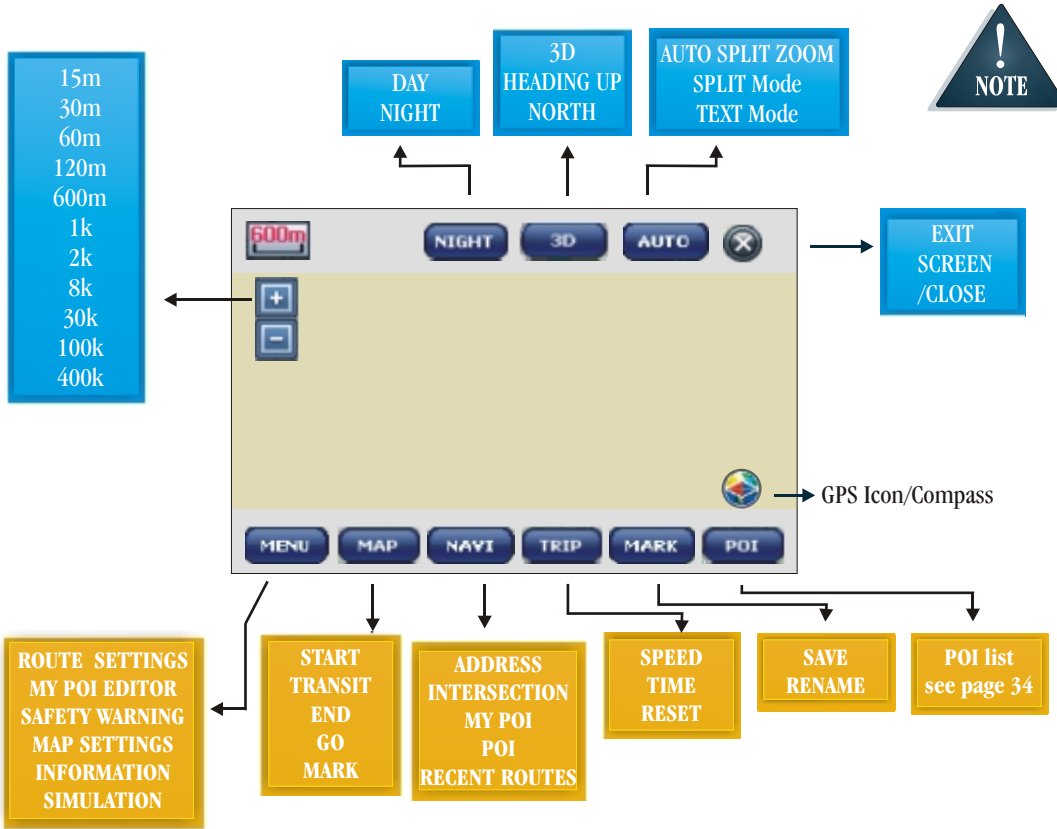 15m
30m
60m
120m
600m
1k
2k
8k
30k
100k
400k
DAY
NIGHT
3D
HEADING UP
NORTH
AUTO SPLIT ZOOM
SPLIT Mode
TEXT Mode
!
NOTE
600m
NIGHT
3D
AUTO
EXIT
SCREEN
/CLOSE
GPS Icon/Compass
MENU
MAP
NAVI
TRIP
MARK
POI
ROUTE SETTINGS
MY POI EDITOR
SAFETY WARNING
MAP SETTINGS
INFORMATION
SIMULATION
START
TRANSIT
END
GO
MARK
ADDRESS
INTERSECTION
MY POI
POI
RECENT ROUTES
SPEED
TIME
RESET
SAVE
RENAME
POI list
see page 34